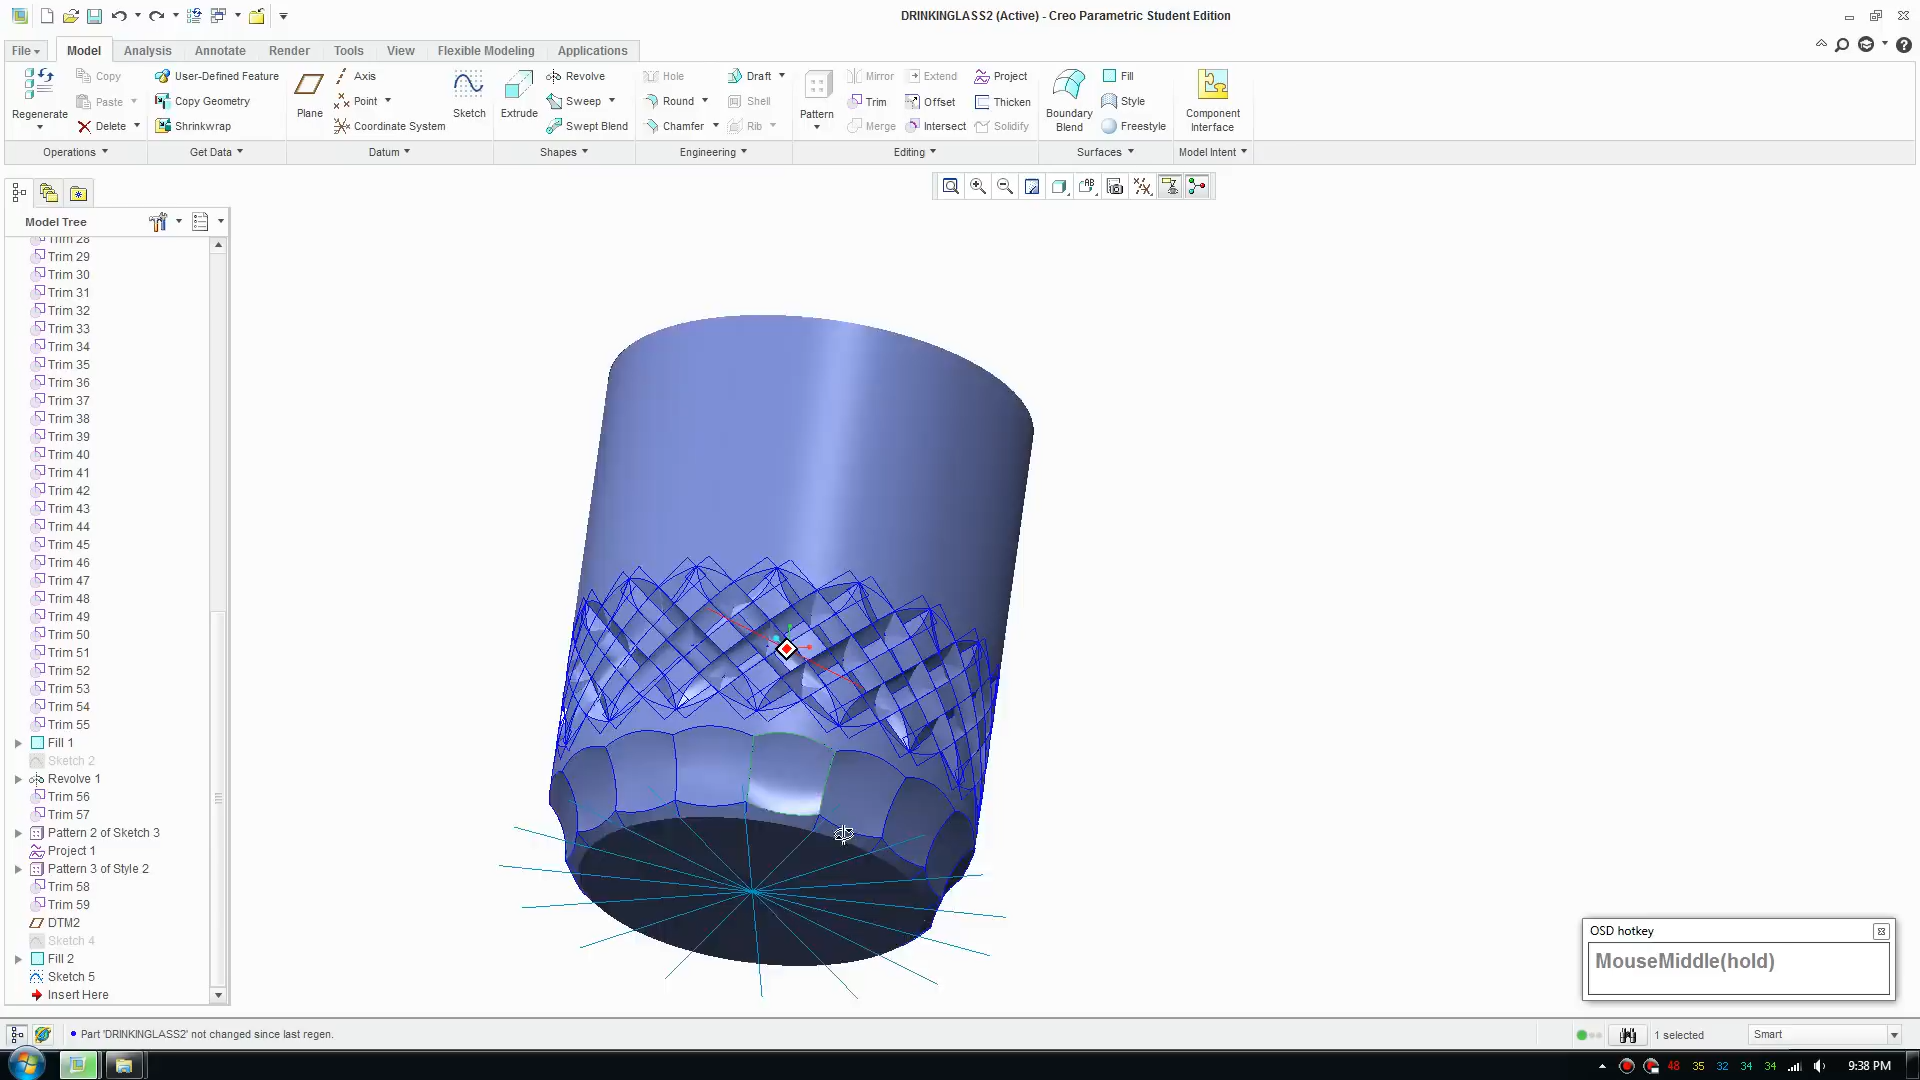 DRINKINGLASS2 (Active) - Creo Parametric Student Edition
File Model Analysis Annotate Render Tools View Flexible Modeling Applications
Copy User-Defined Feature Axis Revolve Hole Draft Mirror Extend Project Fill
Paste Copy Geometry Point Sweep Round Shell Trim Offset Thicken Style
Regenerate Plane Sketch Extrude Pattern Boundary Blend Component Interface
Delete Shrinkwrap Coordinate System Swept Blend Chamfer Rib Merge Intersect Solidify Freestyle
Operations Get Data Datum Shapes Engineering Editing Surfaces Model Intent
Model Tree
Trim 28
Trim 29
Trim 30
Trim 31
Trim 32
Trim 33
Trim 34
Trim 35
Trim 36
Trim 37
Trim 38
Trim 39
Trim 40
Trim 41
Trim 42
Trim 43
Trim 44
Trim 45
Trim 46
Trim 47
Trim 48
Trim 49
Trim 50
Trim 51
Trim 52
Trim 53
Trim 54
Trim 55
Fill 1
Sketch 2
Revolve 1
Trim 56
Trim 57
Pattern 2 of Sketch 3
Project 1
Pattern 3 of Style 2
Trim 58
Trim 59
DTM2
Sketch 4
Fill 2
Sketch 5
Insert Here
OSD hotkey
MouseMiddle(hold)
Part 'DRINKINGLASS2' not changed since last regen.
1 selected
Smart
48 35 32 34 34
9:38 PM